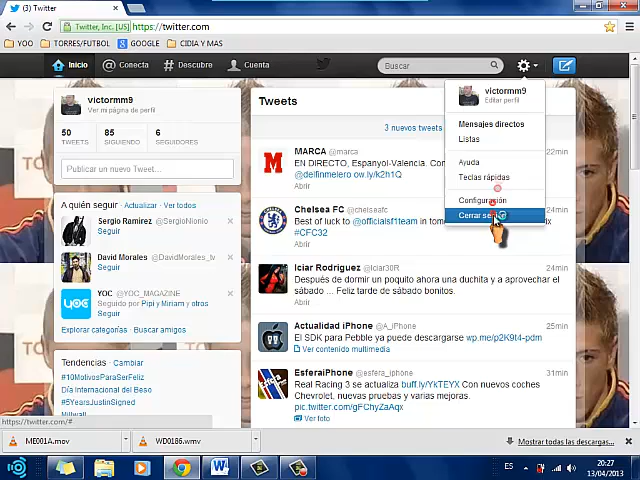 (3) Twitter
Twitter, Inc. [US] https://twitter.com
YOO TORRES/FUTBOL GOOGLE CIDIA Y MAS
Inicio Conecta Descubre Cuenta Buscar
victormm9
Ver mi página de perfil
50 85 6
TWEETS SIGUIENDO SEGUIDORES
Publicar un nuevo Tweet...
A quién seguir · Actualizar · Ver todos
Sergio Ramirez @SergioNionio
Seguir
David Morales @DavidMorales_tv
Seguir
YOC @YOC_MAGAZINE
Seguido por Pipi y Miriam y otros
Seguir
Explorar categorías · Buscar amigos
Tendencias · Cambiar
#10MotivosParaSerFeliz
Día Internacional del Beso
#5YearsJustinSigned
Millwall
https://twitter.com/#
Tweets
3 nuevos tweets
MARCA @marca 22min
EN DIRECTO, Espanyol-Valencia.
@delfinmelero ow.ly/k2h1Q
Abrir
Chelsea FC @chelseafc 24min
Best of luck to @officialsf1team in
#CFC32
Abrir
Iciar Rodriguez @Iciar30R 24min
Después de dormir un poquito ahora una duchita y a aprovechar el
sábado ... Feliz tarde de sábado bonitos.
Abrir
Actualidad iPhone @A_iPhone 25min
El SDK para Pebble ya puede descargarse wp.me/p2K9t4-pdm
Ver contenido multimedia
EsferaiPhone @esfera_iphone 31min
Real Racing 3 se actualiza buff.ly/YkTEYX Con nuevos coches
Chevrolet, nuevas pruebas y varias mejoras.
pic.twitter.com/gFChyZaAqx
Ver foto
victormm9
Editar perfil
Mensajes directos
Listas
Ayuda
Teclas rápidas
Configuración
Cerrar
ME001A.mov WD0186.wmv Mostrar todas las descargas...
ES 20:27
13/04/2013